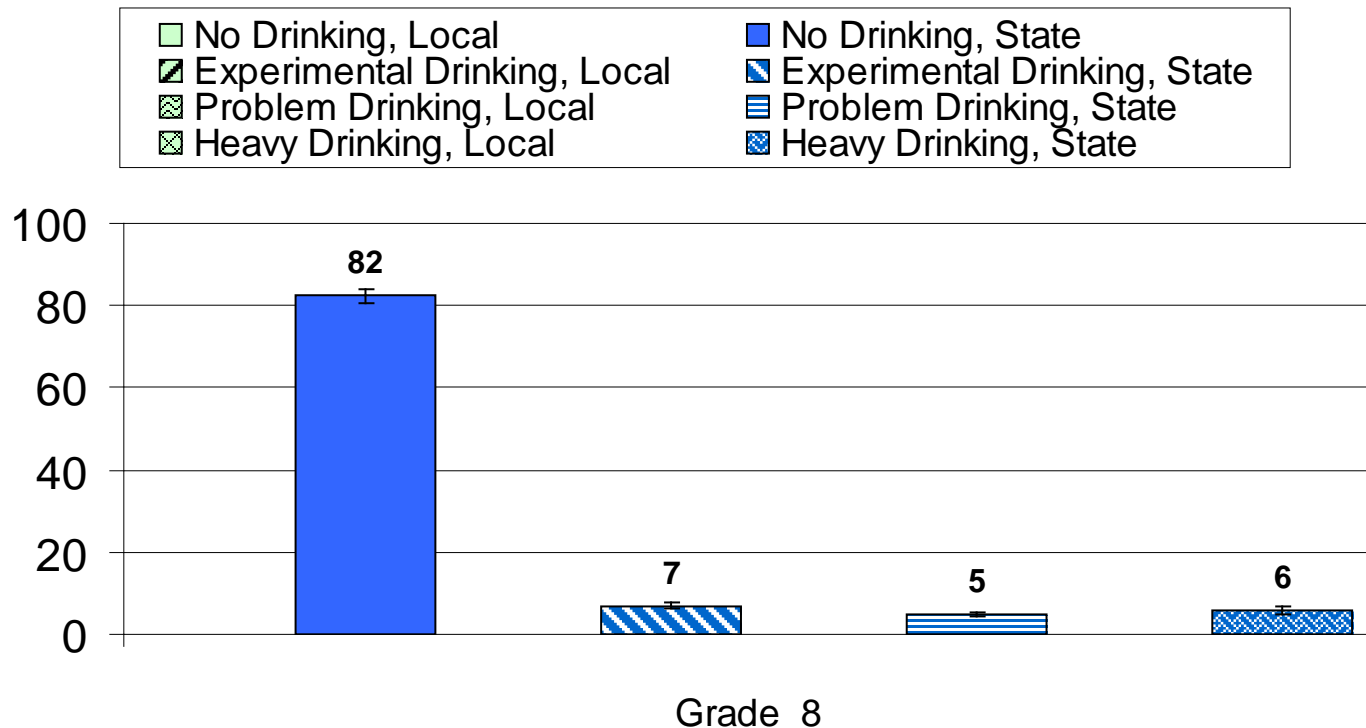 No Drinking, Local No Drinking, State
Experimental Drinking, Local Experimental Drinking, State
Problem Drinking, Local Problem Drinking, State
Heavy Drinking, Local Heavy Drinking, State
100
82
80
60
40
20
7 5 6
0
Grade 8